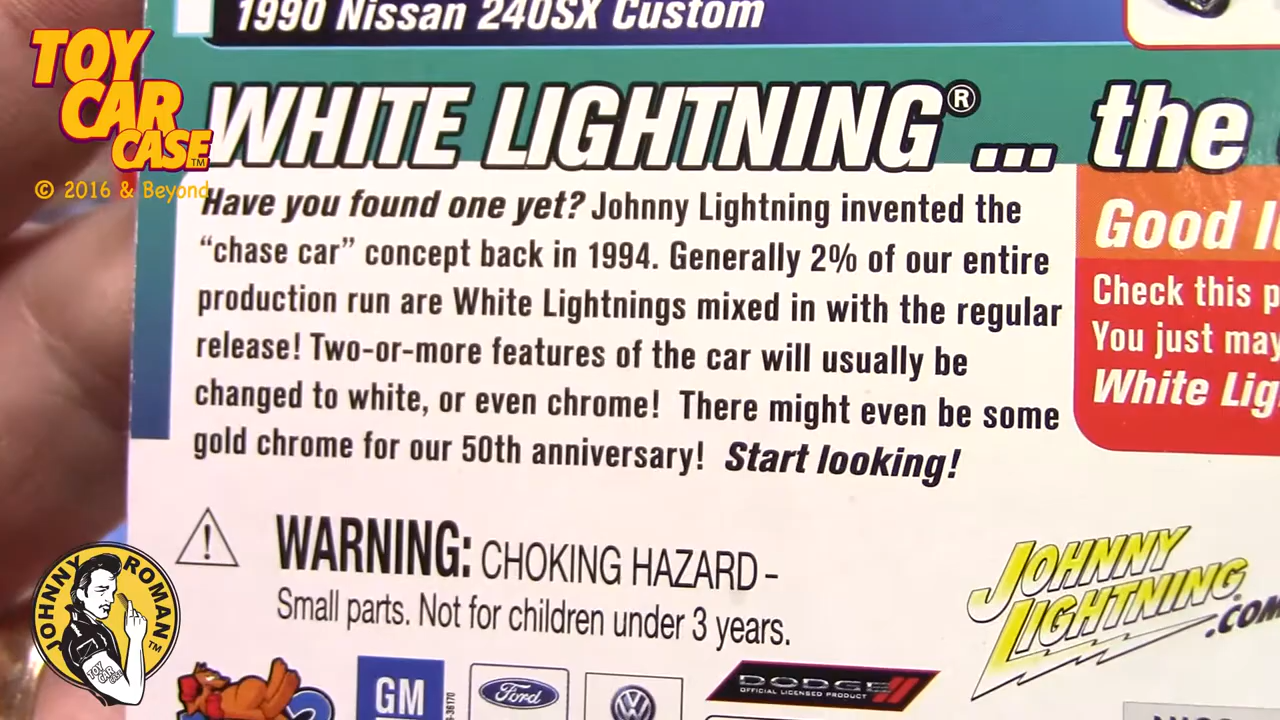 1990 Nissan 240SX Custom
TOY
CAR
CASE™
© 2016 & Beyond
WHITE LIGHTNING® ... the
Have you found one yet? Johnny Lightning invented the
“chase car” concept back in 1994. Generally 2% of our entire
production run are White Lightnings mixed in with the regular
release! Two-or-more features of the car will usually be
changed to white, or even chrome! There might even be some
gold chrome for our 50th anniversary! Start looking!
Good
Check this
You just may
White
WARNING: CHOKING HAZARD –
Small parts. Not for children under 3 years.
JOHNNY
LIGHTNING
.COM
JOHNNY ROMAN™
TOY
CAR
CASE
GM
Ford
VW
DODGE
OFFICIAL LICENSED PRODUCT